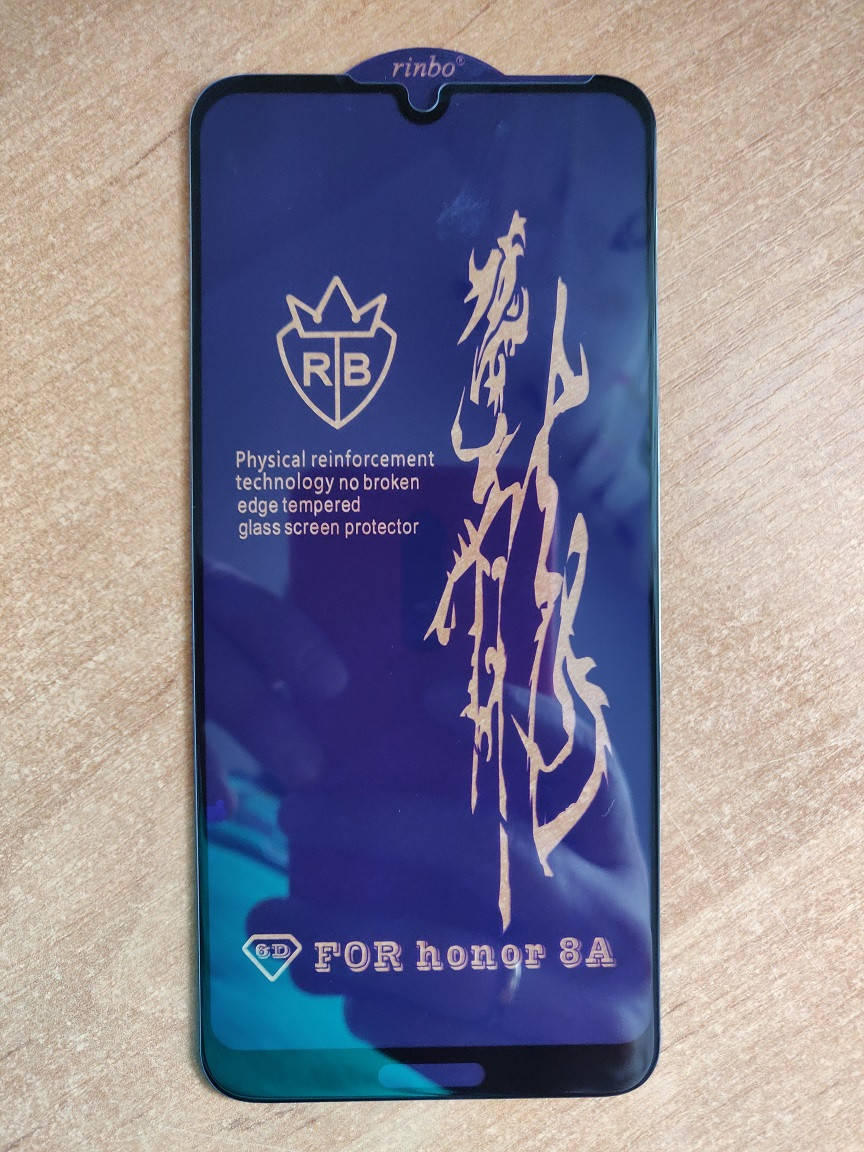 rinbo®
RB
Physical reinforcement
technology no broken
edge tempered
glass screen protector
6D
FOR honor 8A